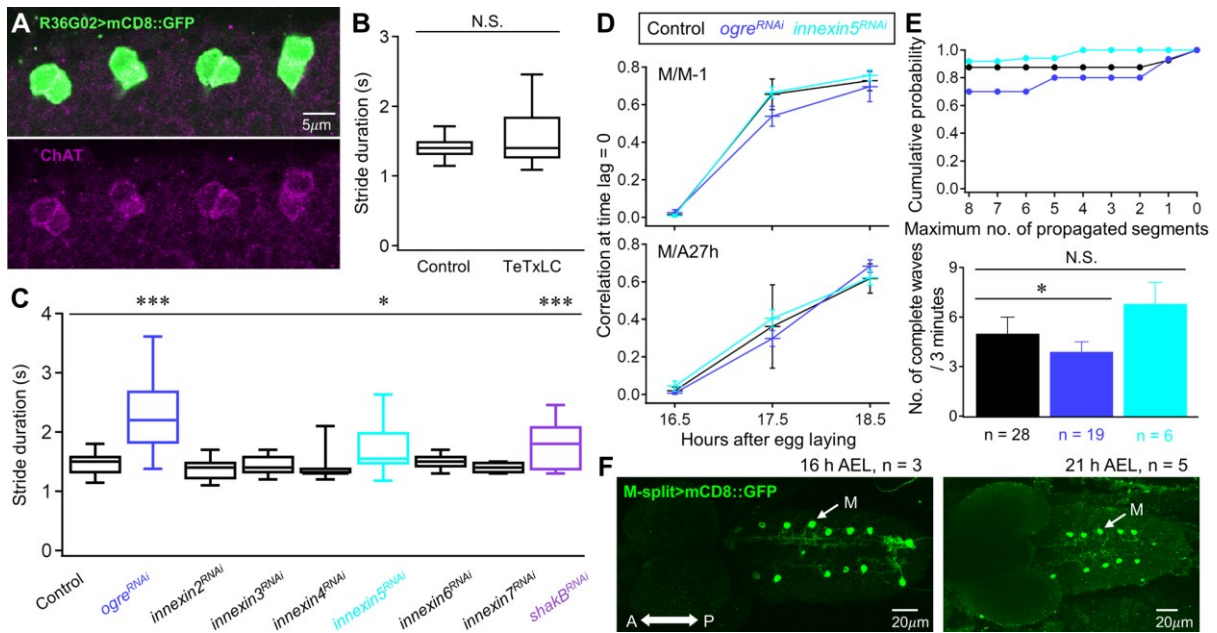 A
R36G02>mCD8::GFP
5μm
ChAT
B
N.S.
Stride duration (s)
3
2
1
0
Control
TeTxLC
C
***
*
***
Stride duration (s)
4
3
2
1
0
Control
ogreRNAi
innexin2RNAi
innexin3RNAi
innexin4RNAi
innexin5RNAi
innexin6RNAi
innexin7RNAi
shakBRNAi
D
Control ogreRNAi innexin5RNAi
M/M-1
0.8
0.6
0.4
0.2
0.0
Correlation at time lag = 0
M/A27h
0.8
0.6
0.4
0.2
0.0
16.5 17.5 18.5
Hours after egg laying
E
Cumulative probability
1.0
0.8
0.6
0.4
0.2
0.0
8 7 6 5 4 3 2 1 0
Maximum no. of propagated segments
N.S.
*
No. of complete waves
/ 3 minutes
9
6
3
0
n = 28 n = 19 n = 6
F
16 h AEL, n = 3
21 h AEL, n = 5
M-split>mCD8::GFP
M
A P
20μm
M
20μm